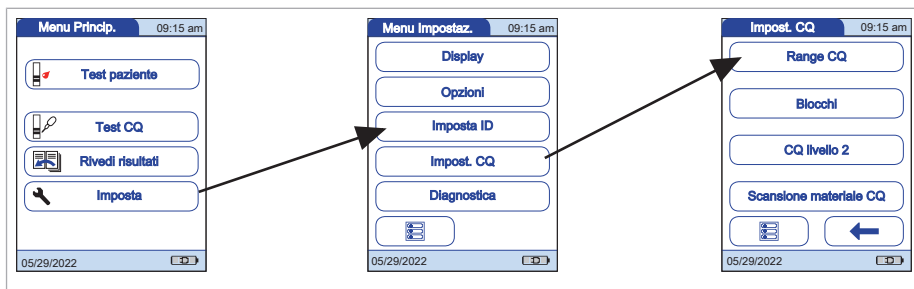 Menu Princip. 09:15 am
Test paziente
Test CQ
Rivedi risultati
Imposta
05/29/2022
Menu Impostaz. 09:15 am
Display
Opzioni
Imposta ID
Impost. CQ
Diagnostica
05/29/2022
Impost. CQ 09:15 am
Range CQ
Blocchi
CQ livello 2
Scansione materiale CQ
05/29/2022